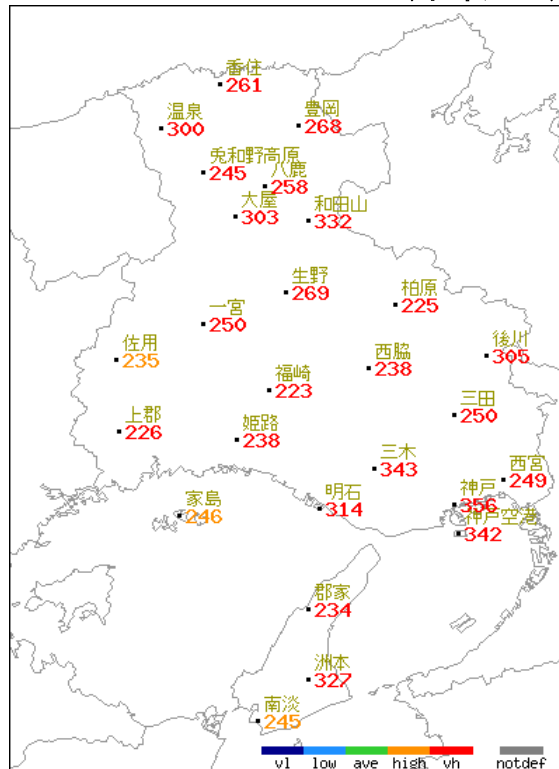 香住
261
温泉
300
豊岡
268
兎和野高原
245
八鹿
258
大屋
303
和田山
332
生野
269
柏原
225
一宮
250
佐用
235
西脇
238
後川
305
福崎
223
三田
250
上郡
226
姫路
238
三木
343
西宮
249
家島
246
明石
314
神戸
356
神戸空港
342
郡家
234
洲本
327
南淡
245
vl low ave high vh notdef